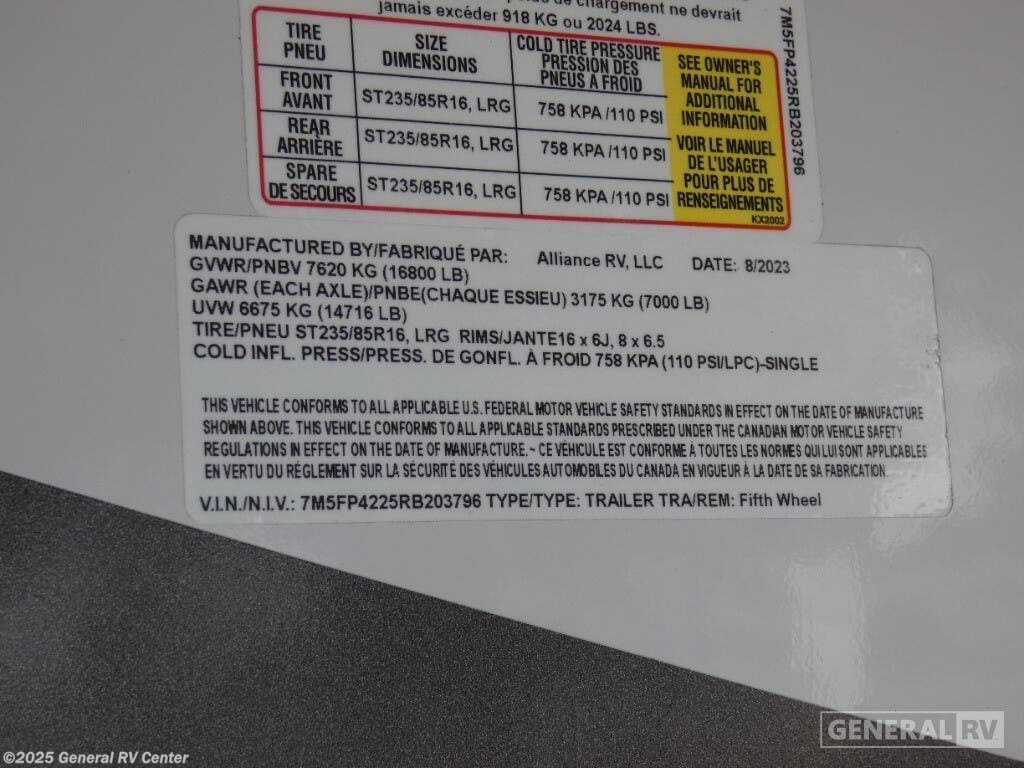 de chargement ne devrait
jamais excéder 918 KG ou 2024 LBS.
TIRE
PNEU
SIZE
DIMENSIONS
COLD TIRE PRESSURE
PRESSION DES
PNEUS A FROID
SEE OWNER'S
MANUAL FOR
ADDITIONAL
INFORMATION
VOIR LE MANUEL
DE L'USAGER
POUR PLUS DE
RENSEIGNEMENTS
KX2002
FRONT
AVANT
ST235/85R16, LRG
758 KPA /110 PSI
REAR
ARRIÈRE
ST235/85R16, LRG
758 KPA /110 PSI
SPARE
DE SECOURS
ST235/85R16, LRG
758 KPA /110 PSI
7M5FP4225RB203796
MANUFACTURED BY/FABRIQUÉ PAR: Alliance RV, LLC DATE: 8/2023
GVWR/PNBV 7620 KG (16800 LB)
GAWR (EACH AXLE)/PNBE(CHAQUE ESSIEU) 3175 KG (7000 LB)
UVW 6675 KG (14716 LB)
TIRE/PNEU ST235/85R16, LRG RIMS/JANTE16 x 6J, 8 x 6.5
COLD INFL. PRESS/PRESS. DE GONFL. À FROID 758 KPA (110 PSI/LPC)-SINGLE
THIS VEHICLE CONFORMS TO ALL APPLICABLE U.S. FEDERAL MOTOR VEHICLE SAFETY STANDARDS IN EFFECT ON THE DATE OF MANUFACTURE
SHOWN ABOVE. THIS VEHICLE CONFORMS TO ALL APPLICABLE STANDARDS PRESCRIBED UNDER THE CANADIAN MOTOR VEHICLE SAFETY
REGULATIONS IN EFFECT ON THE DATE OF MANUFACTURE. ~ CE VÉHICULE EST CONFORME À TOUTES LES NORMES QUI LUI SONT APPLICABLES
EN VERTU DU RÉGLEMENT SUR LA SÉCURITÉ DES VÉHICULES AUTOMOBILES DU CANADA EN VIGUEUR À LA DATE DE SA FABRICATION.
V.I.N./N.I.V.: 7M5FP4225RB203796 TYPE/TYPE: TRAILER TRA/REM: Fifth Wheel
GENERAL RV
©2025 General RV Center